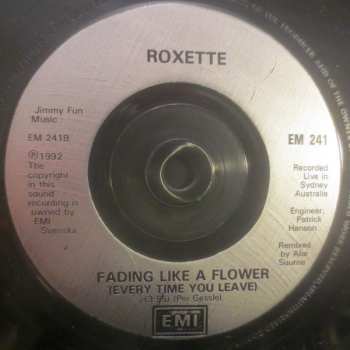 ROXETTE
Jimmy Fun
Music
EM 241B
EM 241
℗ 1992
The
copyright
in this
sound
recording is
owned by
EMI
Svenska
Recorded
Live in
Sydney
Australia
Engineer,
Patrick
Hanson
Remixed
by Alar
Suurna
FADING LIKE A FLOWER
(EVERY TIME YOU LEAVE)
(Per Gessle)
EMI